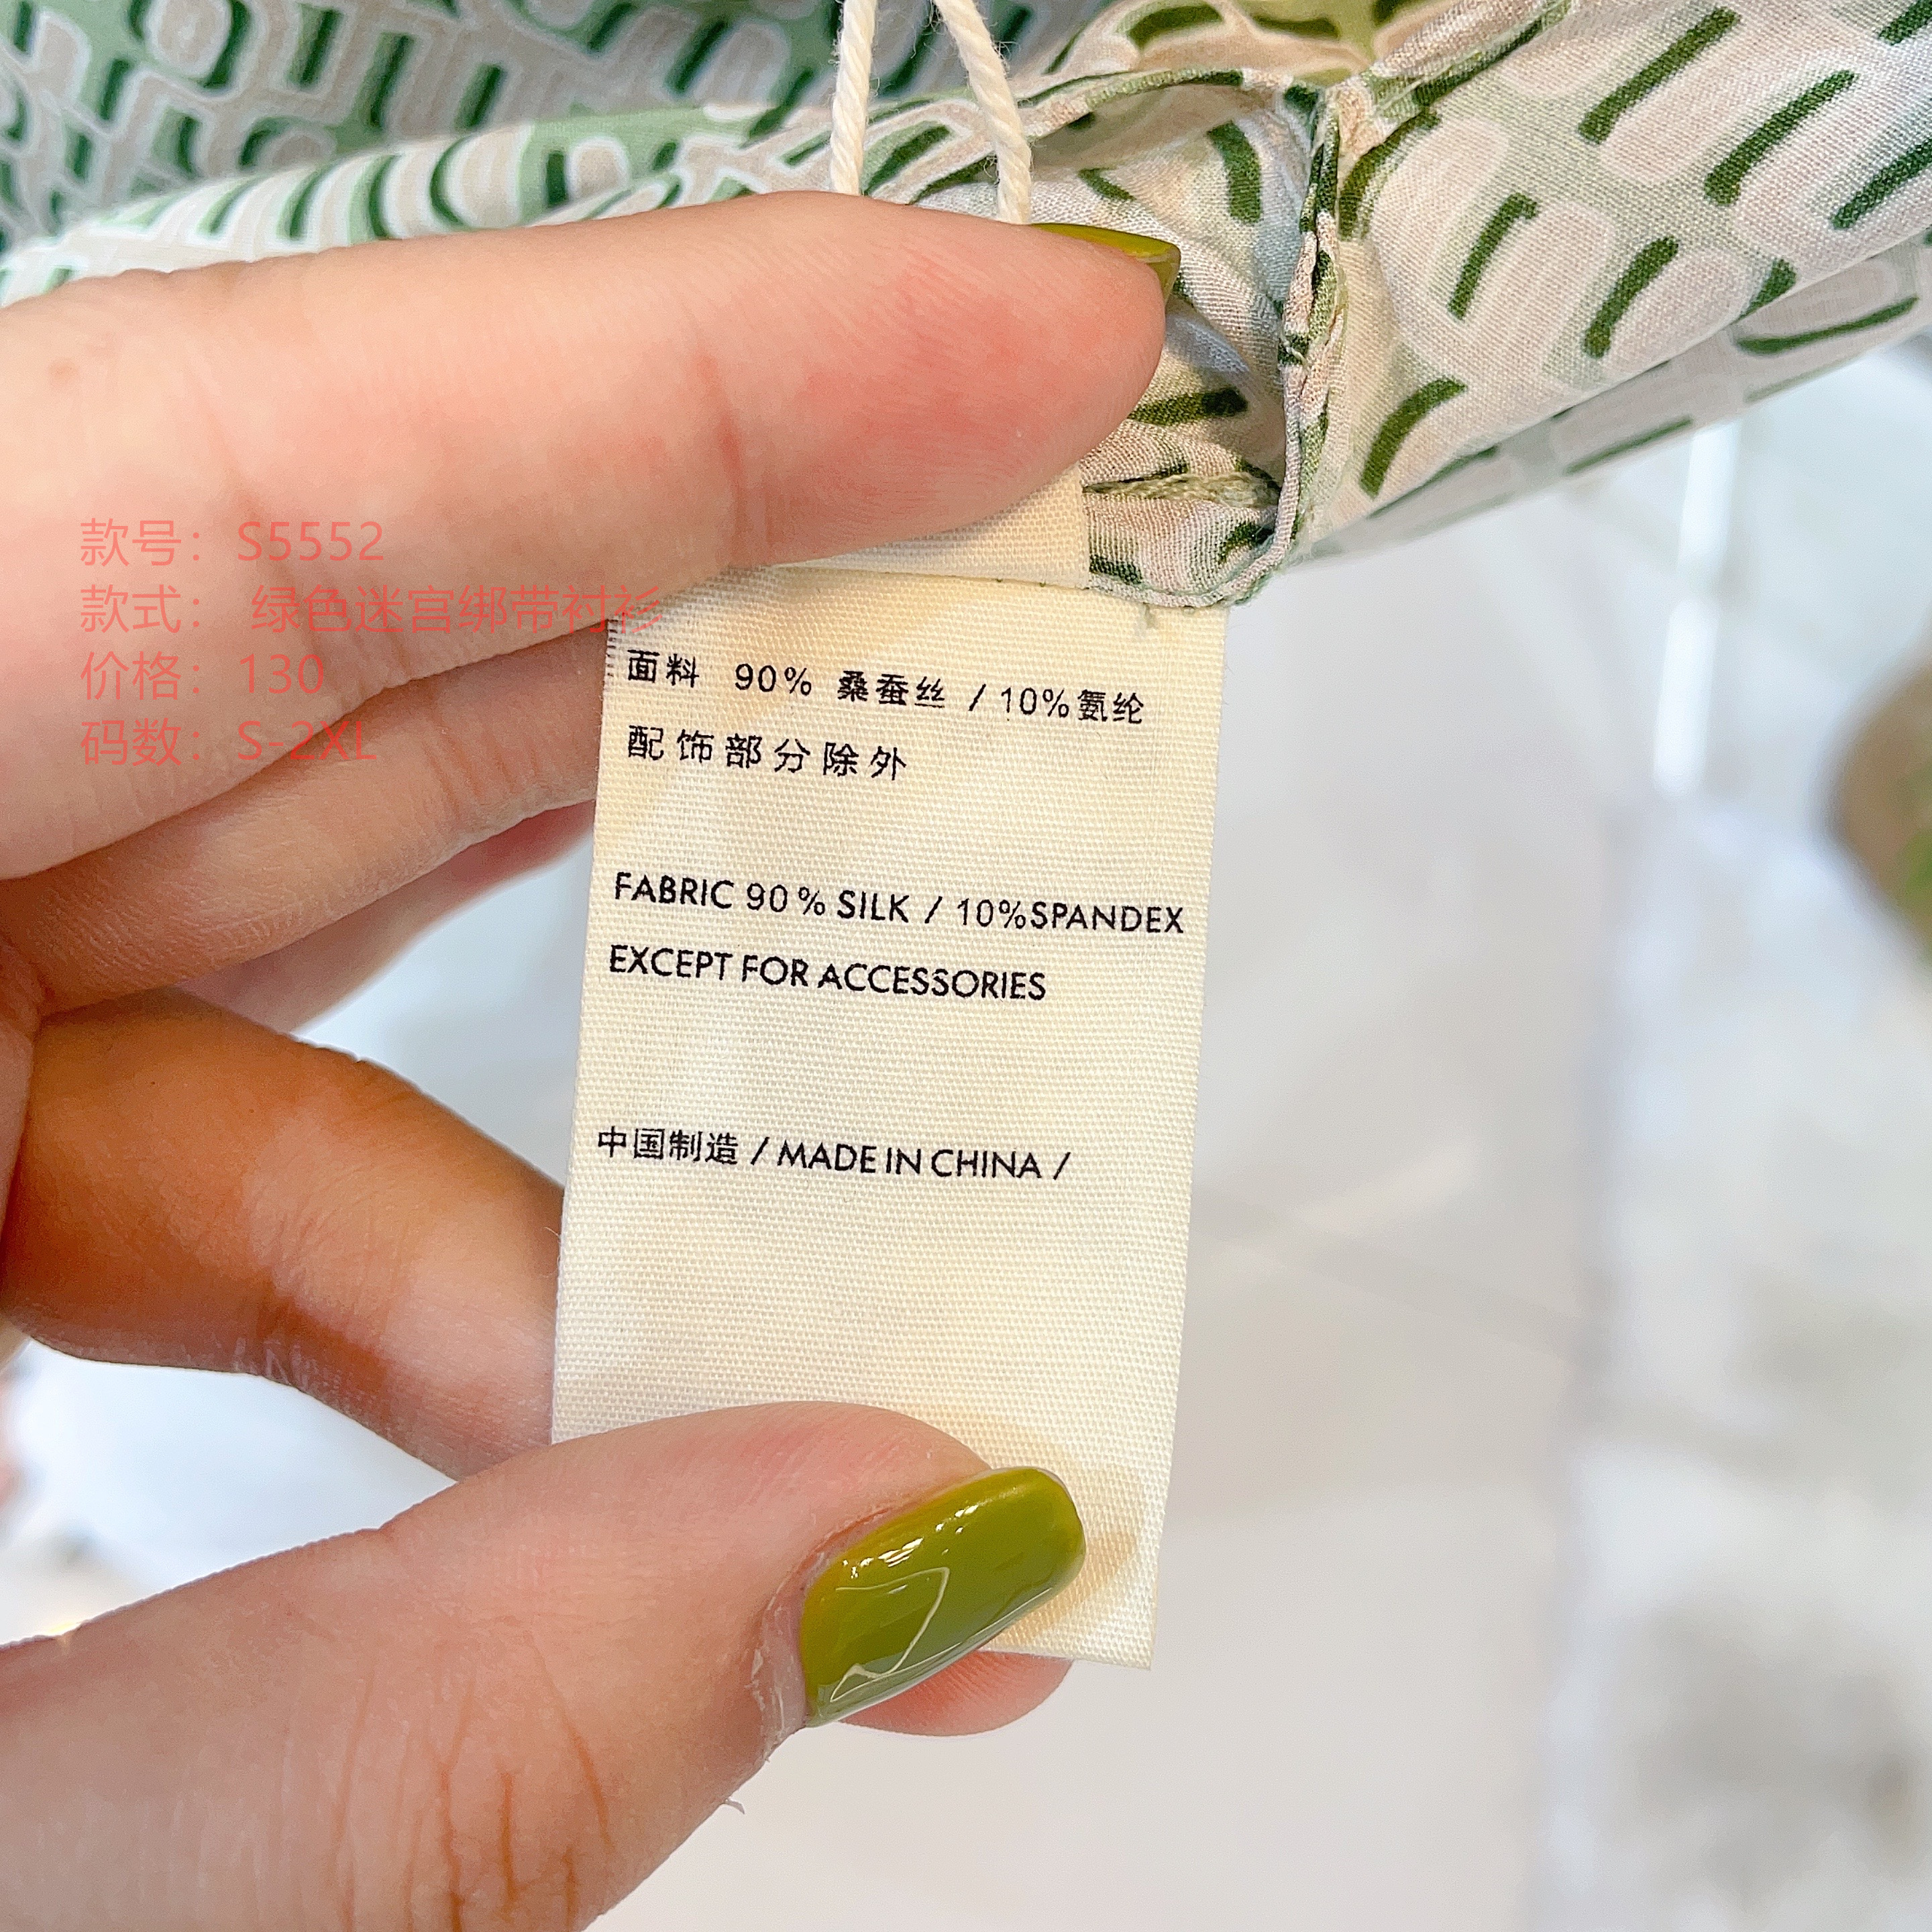 款号：S5552
款式： 绿色迷宫绑带衬衫
价格：130
码数：S-2XL
面料 90% 桑蚕丝 / 10%氨纶
配饰部分除外
FABRIC 90% SILK / 10%SPANDEX
EXCEPT FOR ACCESSORIES
中国制造 / MADE IN CHINA /